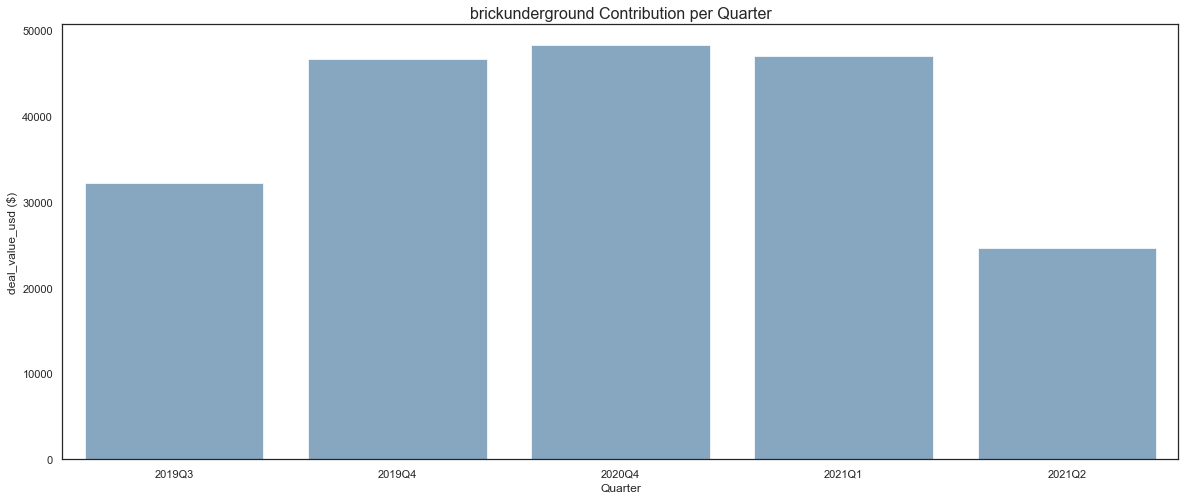 brickunderground Contribution per Quarter
deal_value_usd ($)
50000
40000
30000
20000
10000
0
2019Q3 2019Q4 2020Q4 2021Q1 2021Q2
Quarter